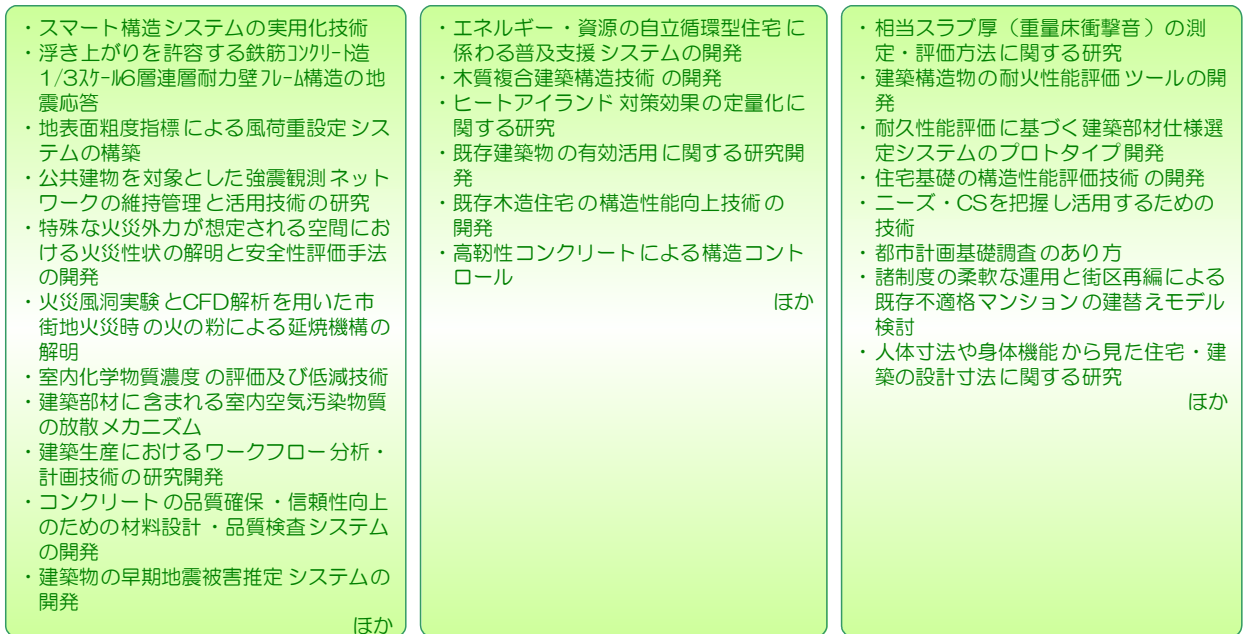 ・スマート構造システムの実用化技術
・浮き上がりを許容する鉄筋ｺﾝｸﾘｰﾄ造
1/3ｽｹｰﾙ6層連層耐力壁ﾌﾚｰﾑ構造の地
震応答
・地表面粗度指標による風荷重設定シス
テムの構築
・公共建物を対象とした強震観測ネット
ワークの維持管理と活用技術の研究
・特殊な火災外力が想定される空間にお
ける火災性状の解明と安全性評価手法
の開発
・火災風洞実験とCFD解析を用いた市
街地火災時の火の粉による延焼機構の
解明
・室内化学物質濃度の評価及び低減技術
・建築部材に含まれる室内空気汚染物質
の放散メカニズム
・建築生産におけるワークフロー分析・
計画技術の研究開発
・コンクリートの品質確保・信頼性向上
のための材料設計・品質検査システム
の開発
・建築物の早期地震被害推定システムの
開発
ほか
・エネルギー・資源の自立循環型住宅に
係わる普及支援システムの開発
・木質複合建築構造技術の開発
・ヒートアイランド対策効果の定量化に
関する研究
・既存建築物の有効活用に関する研究開
発
・既存木造住宅の構造性能向上技術の
開発
・高靭性コンクリートによる構造コント
ロール
ほか
・相当スラブ厚（重量床衝撃音）の測
定・評価方法に関する研究
・建築構造物の耐火性能評価ツールの開
発
・耐久性能評価に基づく建築部材仕様選
定システムのプロトタイプ開発
・住宅基礎の構造性能評価技術の開発
・ニーズ・CSを把握し活用するための
技術
・都市計画基礎調査のあり方
・諸制度の柔軟な運用と街区再編による
既存不適格マンションの建替えモデル
検討
・人体寸法や身体機能から見た住宅・建
築の設計寸法に関する研究
ほか